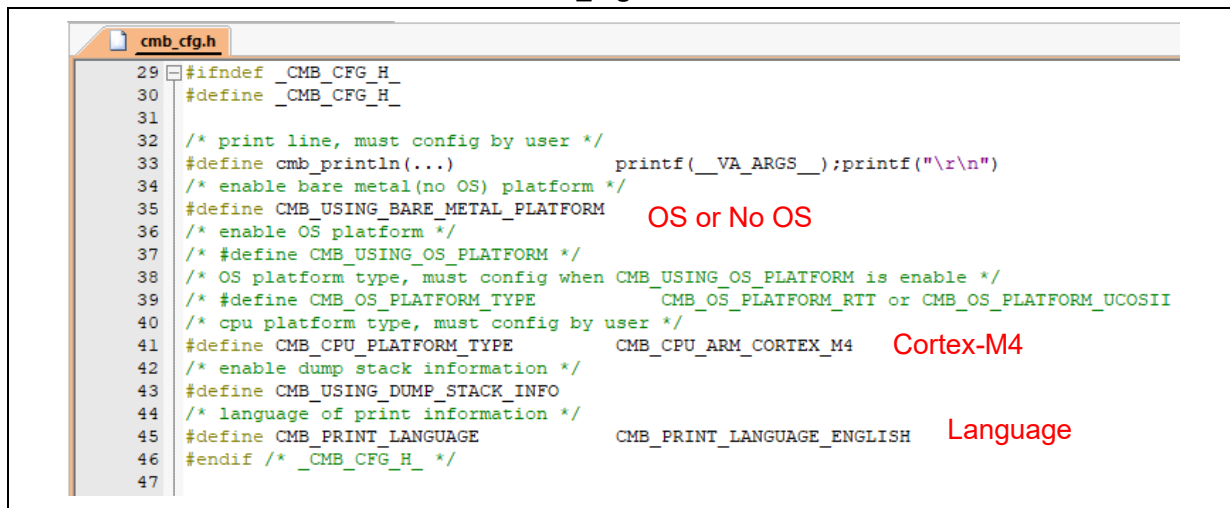 cmb_cfg.h
29 #ifndef _CMB_CFG_H_
30 #define _CMB_CFG_H_
31
32 /* print line, must config by user */
33 #define cmb_println(...) printf(__VA_ARGS__);printf("\r\n")
34 /* enable bare metal(no OS) platform */
35 #define CMB_USING_BARE_METAL_PLATFORM OS or No OS
36 /* enable OS platform */
37 /* #define CMB_USING_OS_PLATFORM */
38 /* OS platform type, must config when CMB_USING_OS_PLATFORM is enable */
39 /* #define CMB_OS_PLATFORM_TYPE CMB_OS_PLATFORM_RTT or CMB_OS_PLATFORM_UCOSII
40 /* cpu platform type, must config by user */
41 #define CMB_CPU_PLATFORM_TYPE CMB_CPU_ARM_CORTEX_M4 Cortex-M4
42 /* enable dump stack information */
43 #define CMB_USING_DUMP_STACK_INFO
44 /* language of print information */
45 #define CMB_PRINT_LANGUAGE CMB_PRINT_LANGUAGE_ENGLISH Language
46 #endif /* _CMB_CFG_H_ */
47